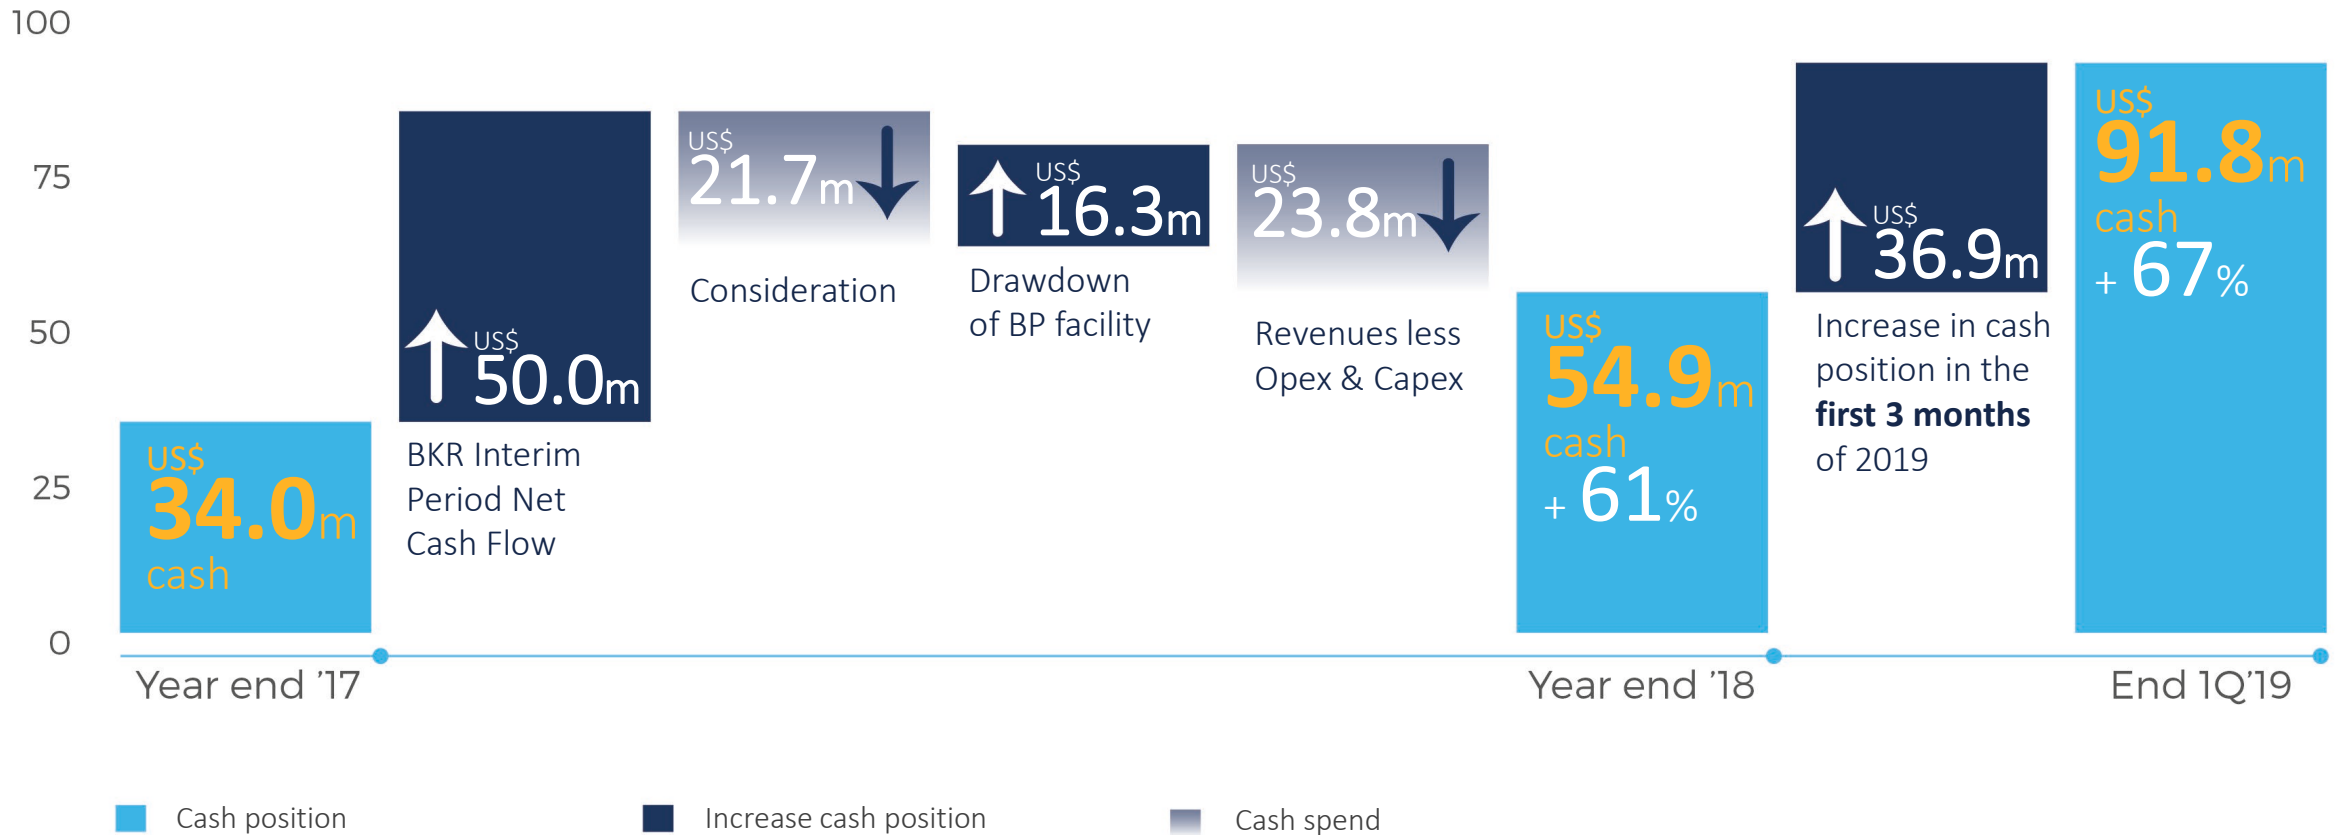 100
75
50
25
0
US$
34.0m
cash
US$
50.0m
BKR Interim
Period Net
Cash Flow
US$
21.7m
Consideration
US$
16.3m
Drawdown
of BP facility
US$
23.8m
Revenues less
Opex & Capex
US$
54.9m
cash
+ 61%
US$
36.9m
Increase in cash
position in the
first 3 months
of 2019
US$
91.8m
cash
+ 67%
Year end ’17
Year end ’18
End 1Q’19
Cash position
Increase cash position
Cash spend